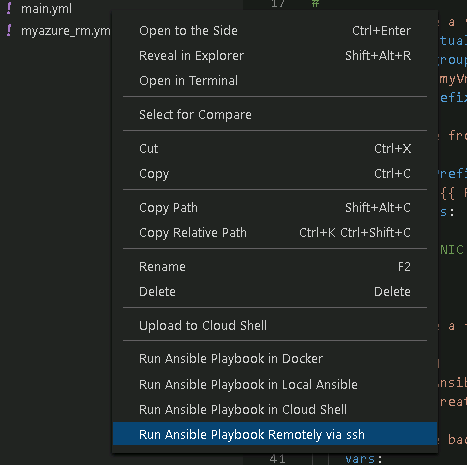 ! main.yml
17 #
! myazure_rm.ym
Open to the Side Ctrl+Enter
Reveal in Explorer Shift+Alt+R
Open in Terminal
Select for Compare
Cut Ctrl+X
Copy Ctrl+C
Copy Path Shift+Alt+C
Copy Relative Path Ctrl+K Ctrl+Shift+C
Rename F2
Delete Delete
Upload to Cloud Shell
Run Ansible Playbook in Docker
Run Ansible Playbook in Local Ansible
Run Ansible Playbook in Cloud Shell
Run Ansible Playbook Remotely via ssh
41 vars: